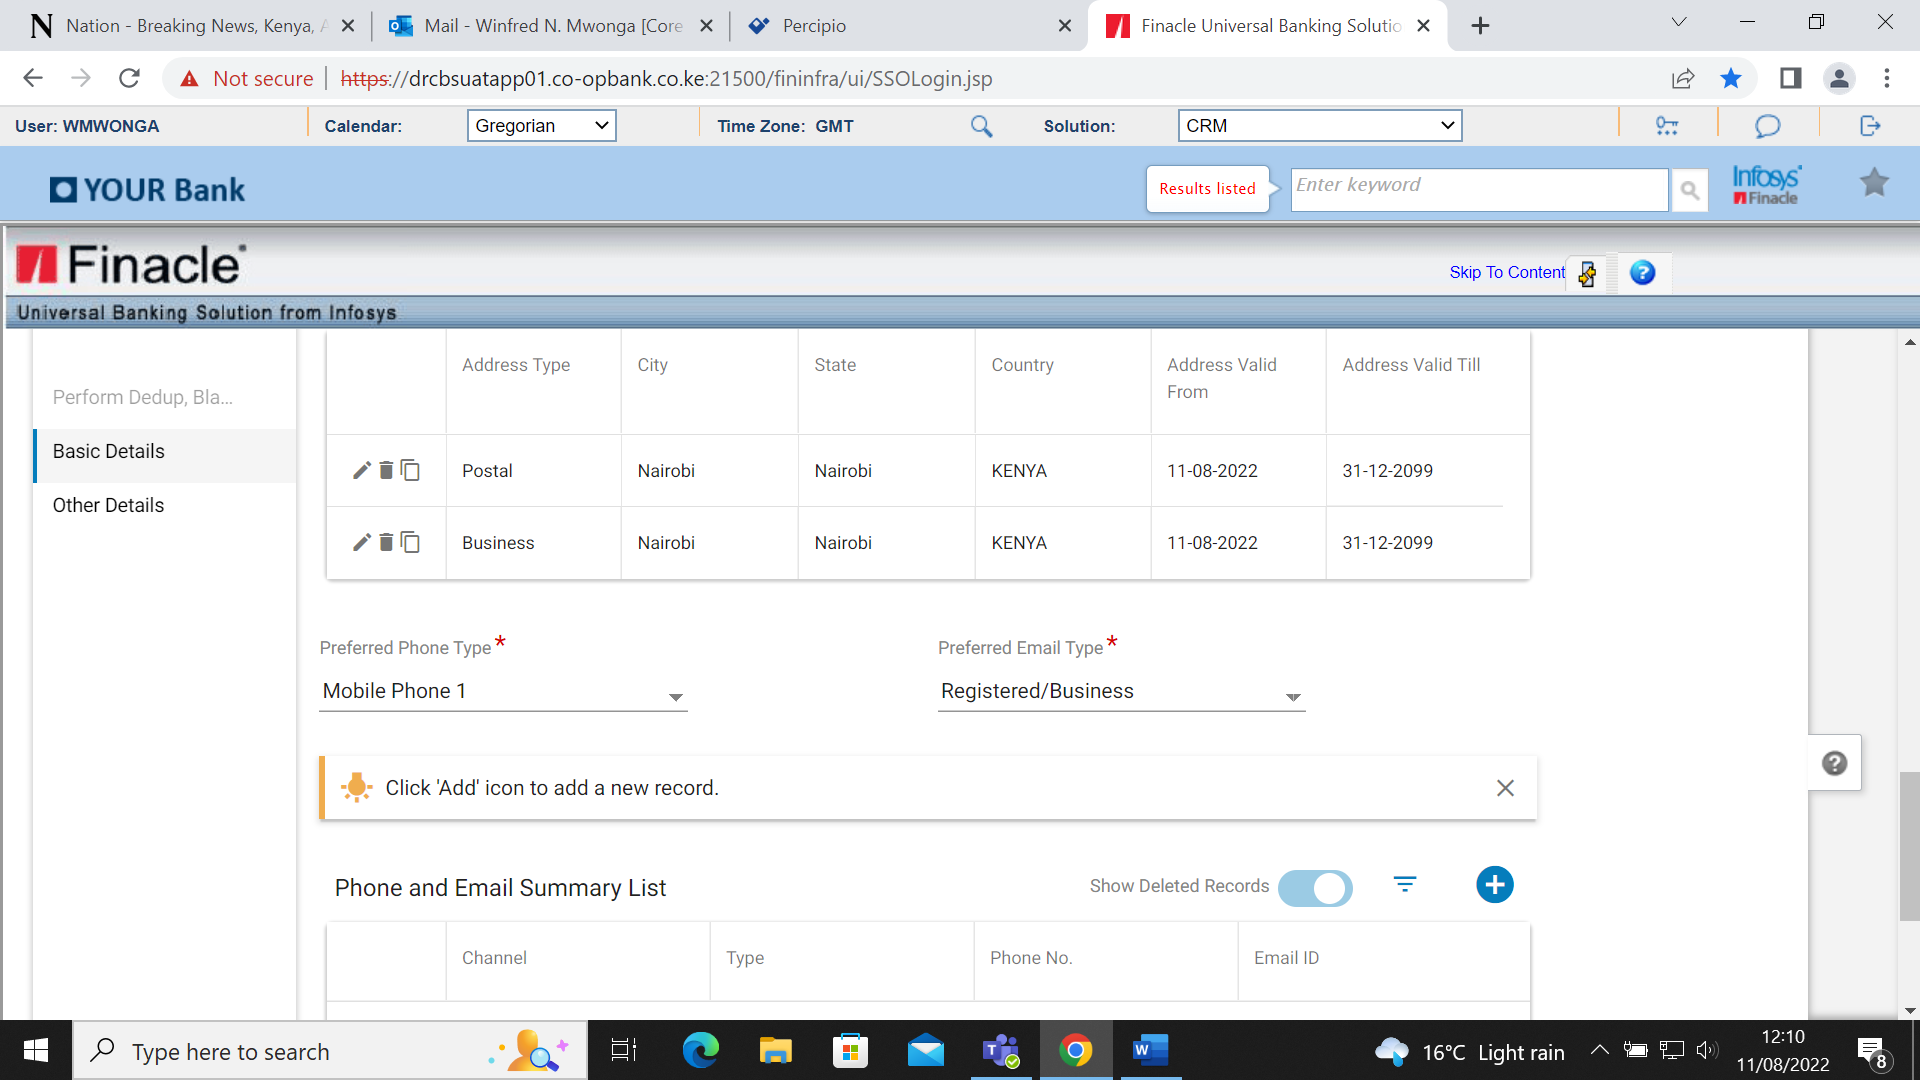 Nation - Breaking News, Kenya, A
Mail - Winfred N. Mwonga [Core
Percipio
Finacle Universal Banking Solutio
Not secure
https://drcbsuatapp01.co-opbank.co.ke:21500/fininfra/ui/SSOLogin.jsp
User: WMWONGA
Calendar:
Gregorian
Time Zone: GMT
Solution:
CRM
YOUR Bank
Results listed
Enter keyword
Infosys
Finacle
Finacle
Skip To Content
Universal Banking Solution from Infosys
Perform Dedup, Bla...
Basic Details
Other Details
Address Type City State Country Address Valid From Address Valid Till
Postal Nairobi Nairobi KENYA 11-08-2022 31-12-2099
Business Nairobi Nairobi KENYA 11-08-2022 31-12-2099
Preferred Phone Type*
Mobile Phone 1
Preferred Email Type*
Registered/Business
Click 'Add' icon to add a new record.
Phone and Email Summary List
Show Deleted Records
Channel Type Phone No. Email ID
Type here to search
16°C Light rain
12:10
11/08/2022
8